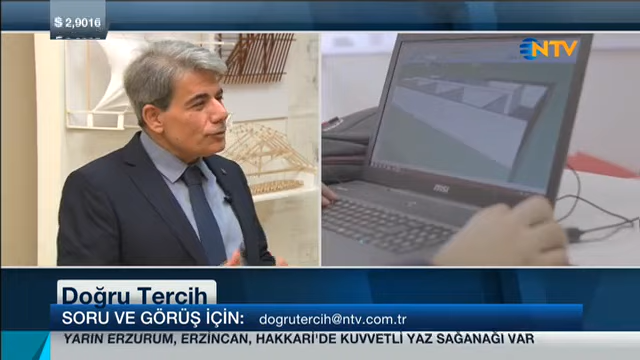 $ 2,9016
NTV
msi
Doğru Tercih
SORU VE GÖRÜŞ İÇİN: dogrutercih@ntv.com.tr
YARIN ERZURUM, ERZİNCAN, HAKKARİ'DE KUVVETLİ YAZ SAĞANAĞI VAR